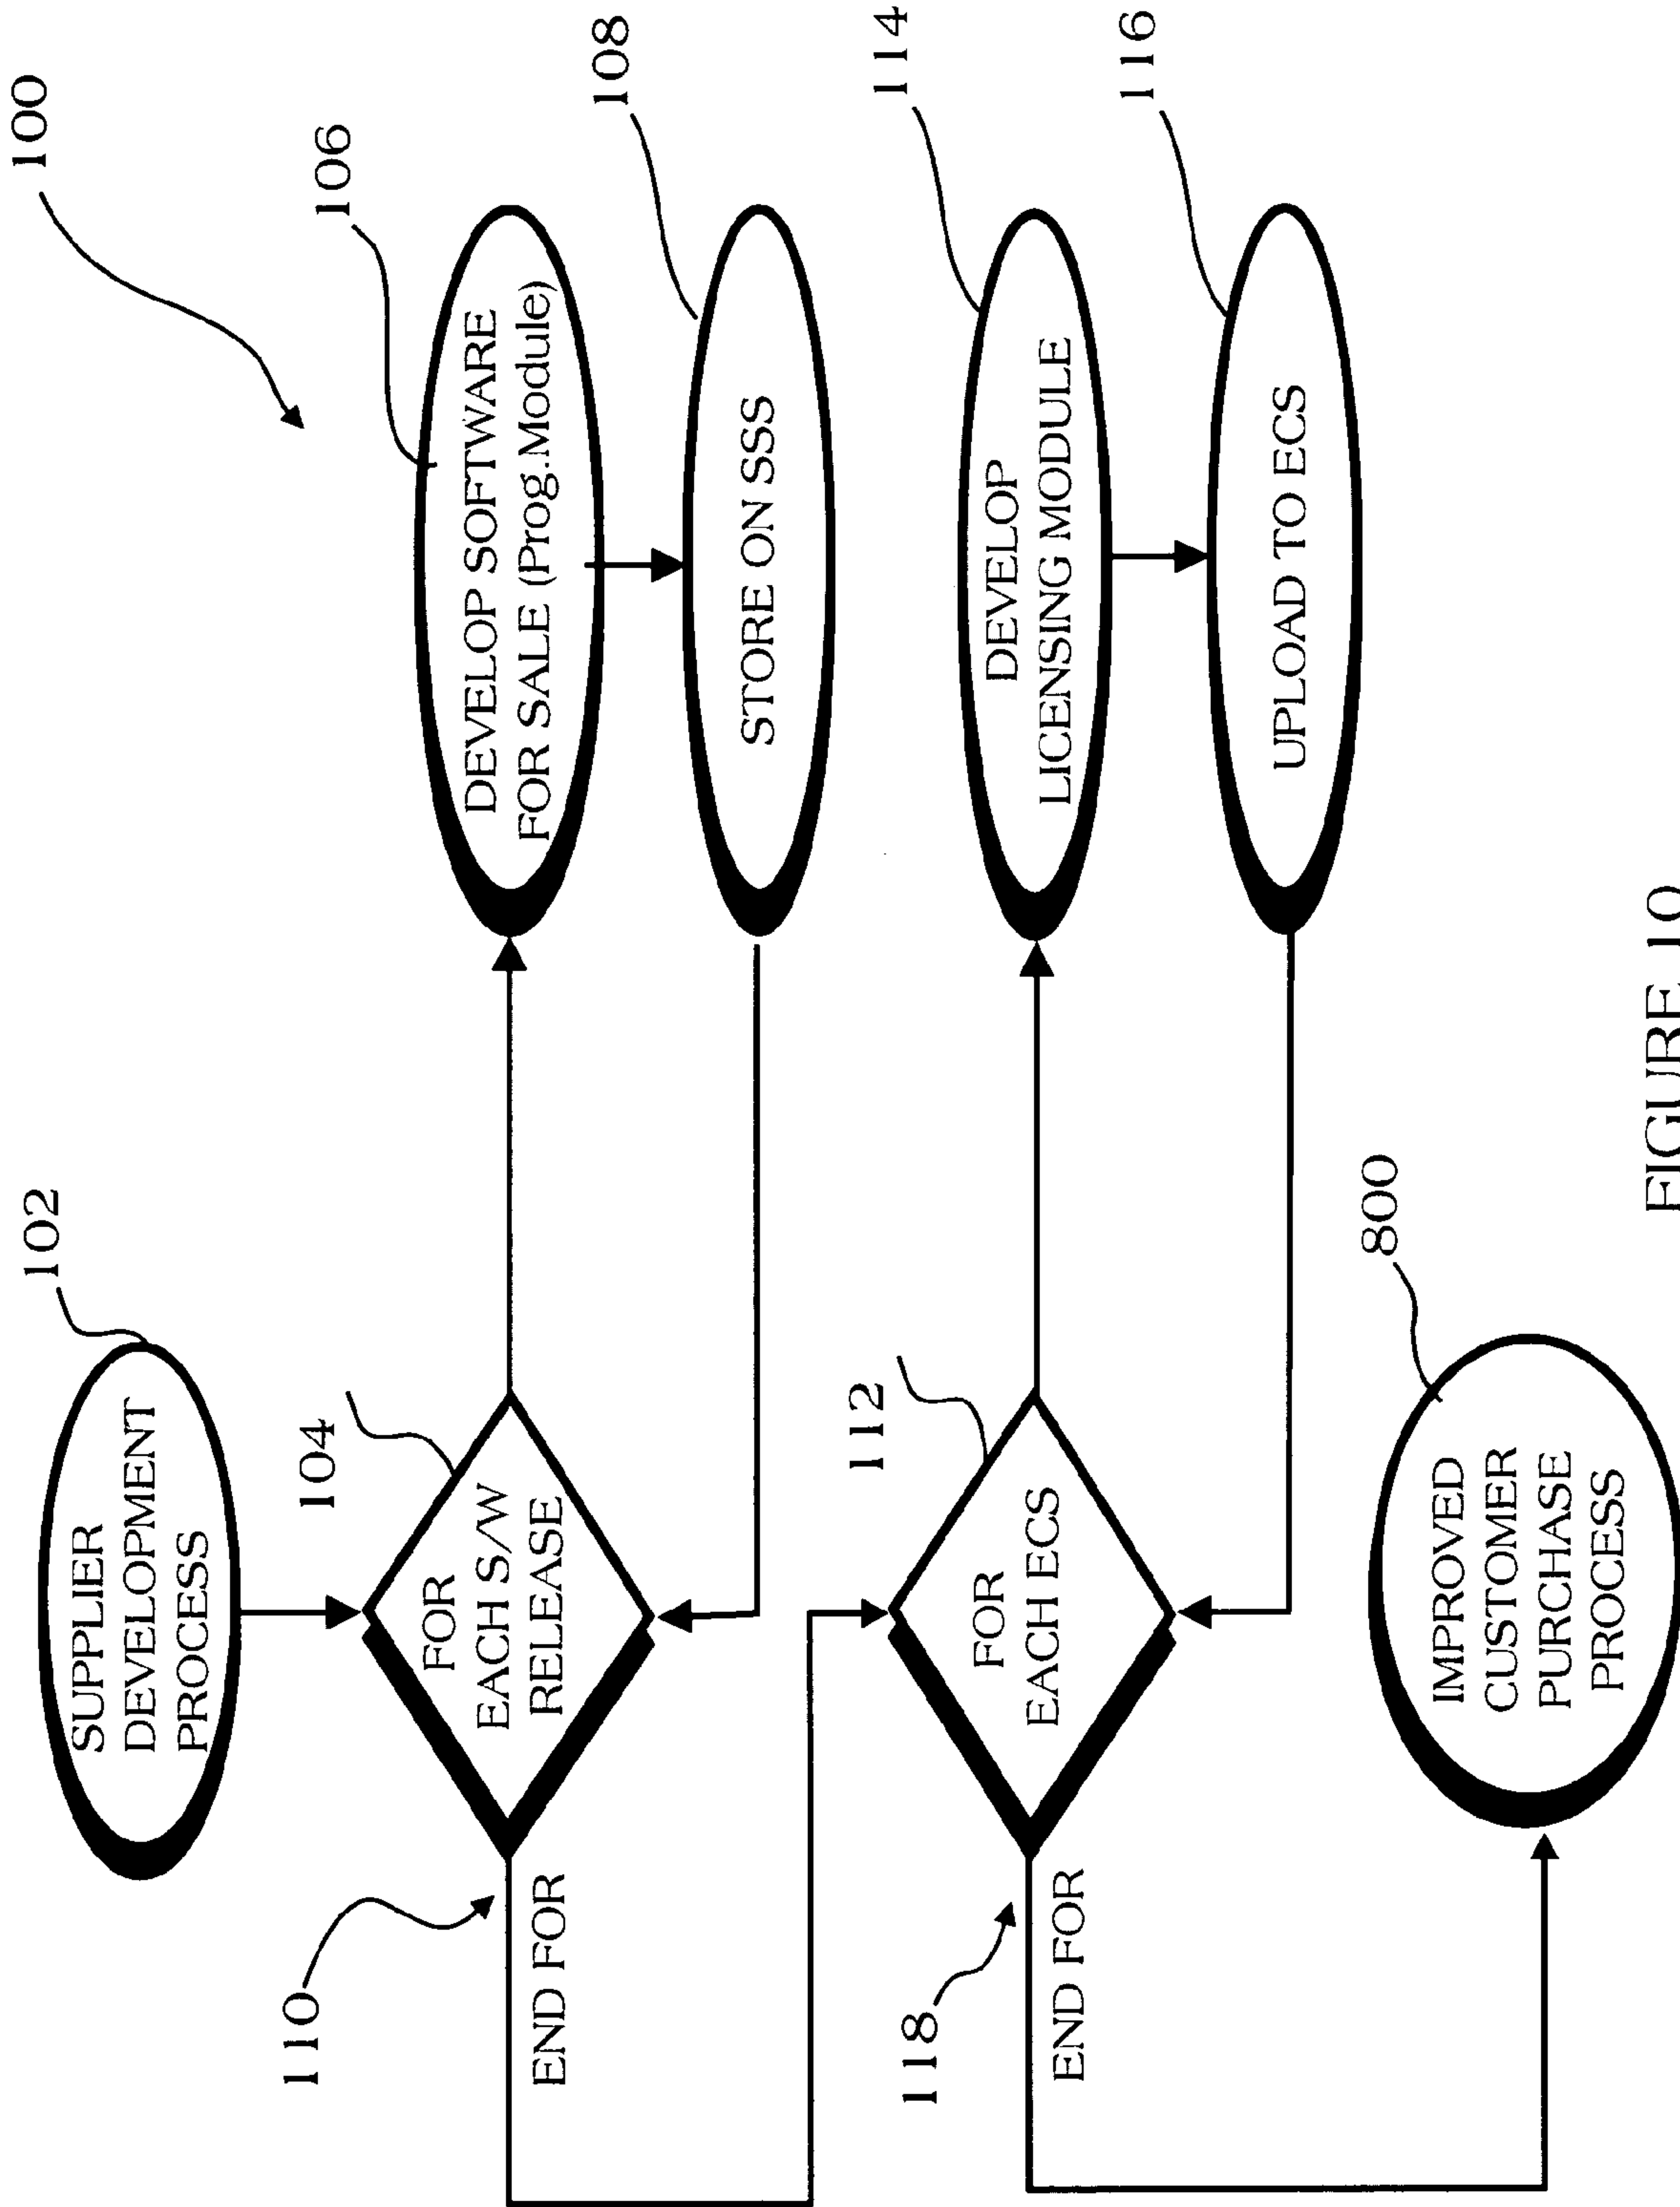 100
102
SUPPLIER
DEVELOPMENT
PROCESS
104
FOR
EACH S/W
RELEASE
106
DEVELOP SOFTWARE
FOR SALE (Prog.Module)
108
STORE ON SSS
110
END FOR
112
FOR
EACH ECS
114
DEVELOP
LICENSING MODULE
116
UPLOAD TO ECS
118
END FOR
800
IMPROVED
CUSTOMER
PURCHASE
PROCESS
FIGURE 10